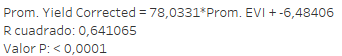 Prom. Yield Corrected = 78,0331*Prom. EVI + -6,48406
R cuadrado: 0,641065
Valor P: < 0,0001